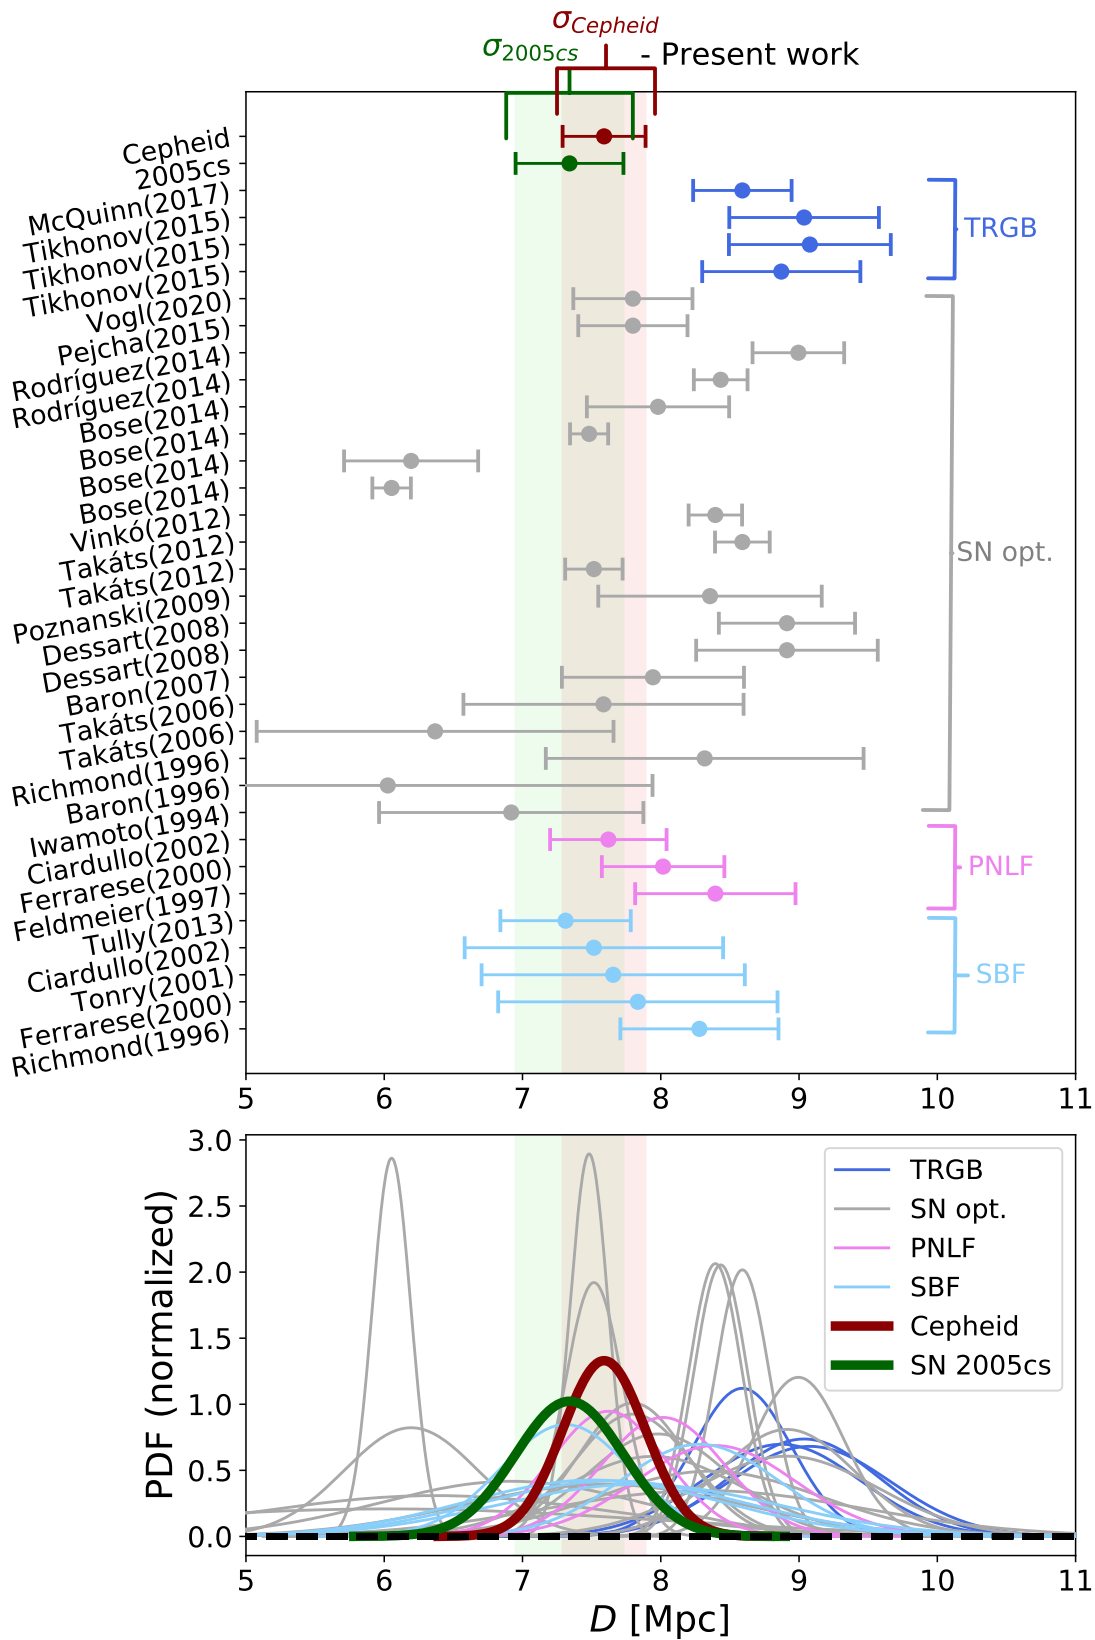 σCepheid
σ2005cs
- Present work
Cepheid
2005cs
McQuinn(2017)
Tikhonov(2015)
Tikhonov(2015)
Tikhonov(2015)
Vogl(2020)
Pejcha(2015)
Rodríguez(2014)
Rodríguez(2014)
Bose(2014)
Bose(2014)
Bose(2014)
Bose(2014)
Vinkó(2012)
Takáts(2012)
Takáts(2012)
Poznanski(2009)
Dessart(2008)
Dessart(2008)
Baron(2007)
Takáts(2006)
Takáts(2006)
Richmond(1996)
Baron(1996)
Iwamoto(1994)
Ciardullo(2002)
Ferrarese(2000)
Feldmeier(1997)
Tully(2013)
Ciardullo(2002)
Tonry(2001)
Ferrarese(2000)
Richmond(1996)
TRGB
SN opt.
PNLF
SBF
5 6 7 8 9 10 11
PDF (normalized)
3.0
2.5
2.0
1.5
1.0
0.5
0.0
TRGB
SN opt.
PNLF
SBF
Cepheid
SN 2005cs
5 6 7 8 9 10 11
D [Mpc]